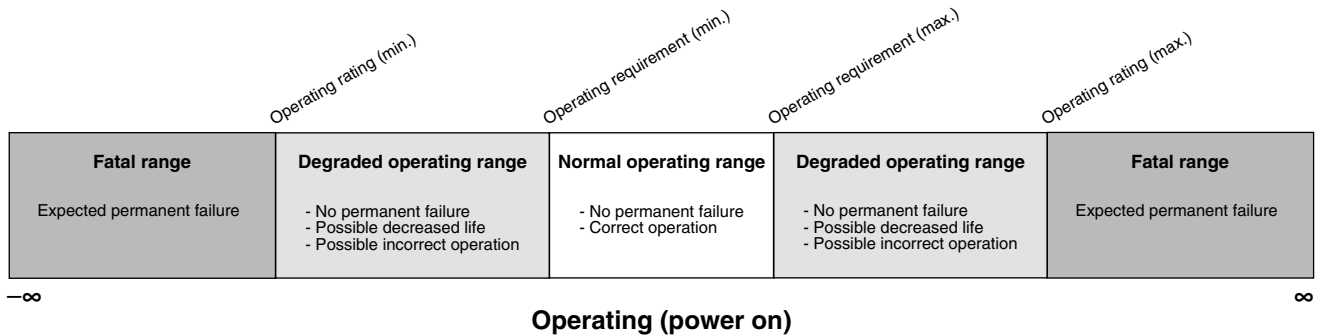 Operating rating (min.)
Operating requirement (min.)
Operating requirement (max.)
Operating rating (max.)
Fatal range
Expected permanent failure
Degraded operating range
- No permanent failure
- Possible decreased life
- Possible incorrect operation
Normal operating range
- No permanent failure
- Correct operation
Degraded operating range
- No permanent failure
- Possible decreased life
- Possible incorrect operation
Fatal range
Expected permanent failure
–∞
∞
Operating (power on)